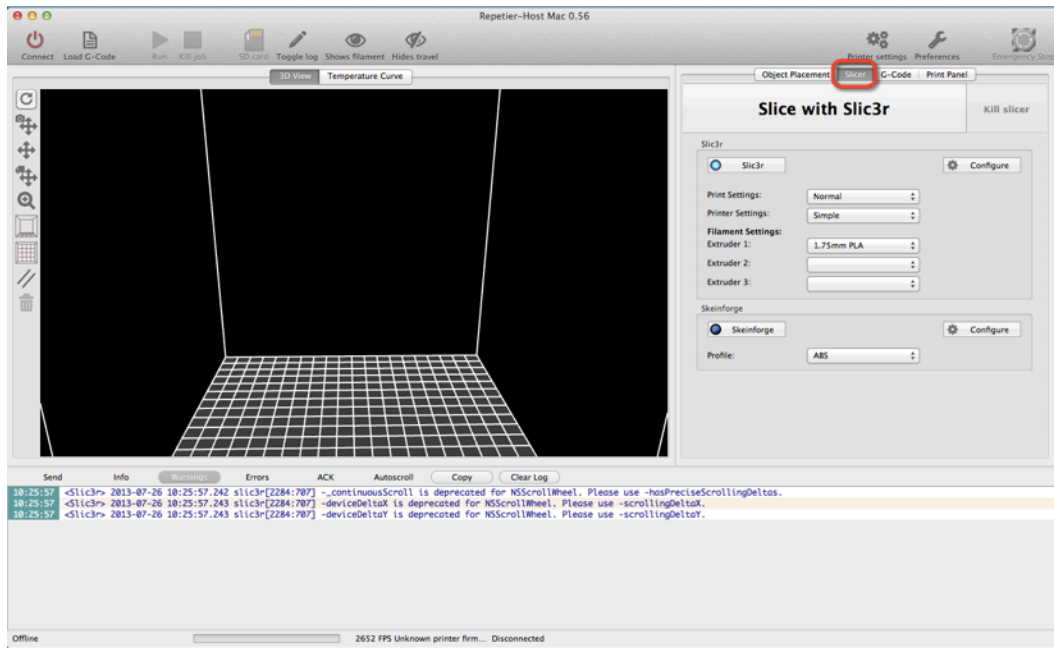 Repetier-Host Mac 0.56
Connect Load G-Code Run Kill job SD card Toggle log Shows filament Hides travel Printer settings Preferences Emergency Stop
3D View Temperature Curve
Object Placement Slicer G-Code Print Panel
Slice with Slic3r Kill slicer
Slic3r
Slic3r Configure
Print Settings: Normal
Printer Settings: Simple
Filament Settings:
Extruder 1: 1.75mm PLA
Extruder 2:
Extruder 3:
Skeinforge
Skeinforge Configure
Profile: ABS
Send Info Warnings Errors ACK Autoscroll Copy Clear Log
10:25:57 <Slic3r> 2013-07-26 10:25:57.242 slic3r[2284:707] -_continuousScroll is deprecated for NSScrollWheel. Please use -hasPreciseScrollingDeltas.
10:25:57 <Slic3r> 2013-07-26 10:25:57.243 slic3r[2284:707] -deviceDeltaX is deprecated for NSScrollWheel. Please use -scrollingDeltaX.
10:25:57 <Slic3r> 2013-07-26 10:25:57.243 slic3r[2284:707] -deviceDeltaY is deprecated for NSScrollWheel. Please use -scrollingDeltaY.
Offline 2652 FPS Unknown printer firm... Disconnected